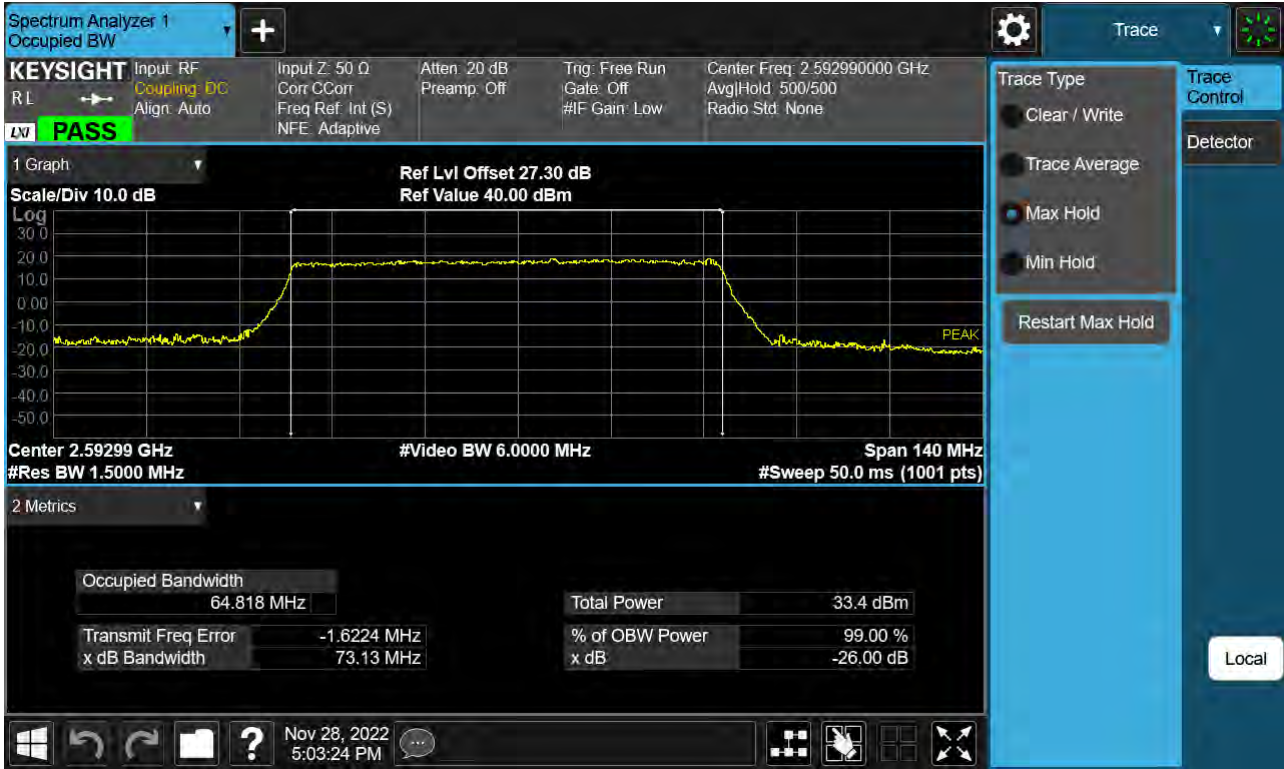 Spectrum Analyzer 1
Occupied BW
+
Trace
KEYSIGHT
RL
LXI
PASS
Input: RF
Coupling: DC
Align: Auto
Input Z: 50 Ω
Corr CCorr
Freq Ref: Int (S)
NFE: Adaptive
Atten: 20 dB
Preamp: Off
Trig: Free Run
Gate: Off
#IF Gain: Low
Center Freq: 2.592990000 GHz
Avg|Hold: 500/500
Radio Std: None
Trace Type
Clear / Write
Trace Average
Max Hold
Min Hold
Restart Max Hold
Trace
Control
Detector
1 Graph
Scale/Div 10.0 dB
Ref Lvl Offset 27.30 dB
Ref Value 40.00 dBm
Log
30.0
20.0
10.0
0.00
-10.0
-20.0
-30.0
-40.0
-50.0
PEAK
Center 2.59299 GHz
#Video BW 6.0000 MHz
Span 140 MHz
#Res BW 1.5000 MHz
#Sweep 50.0 ms (1001 pts)
2 Metrics
Occupied Bandwidth
64.818 MHz
Total Power 33.4 dBm
Transmit Freq Error -1.6224 MHz
% of OBW Power 99.00 %
x dB Bandwidth 73.13 MHz
x dB -26.00 dB
Local
?
Nov 28, 2022
5:03:24 PM